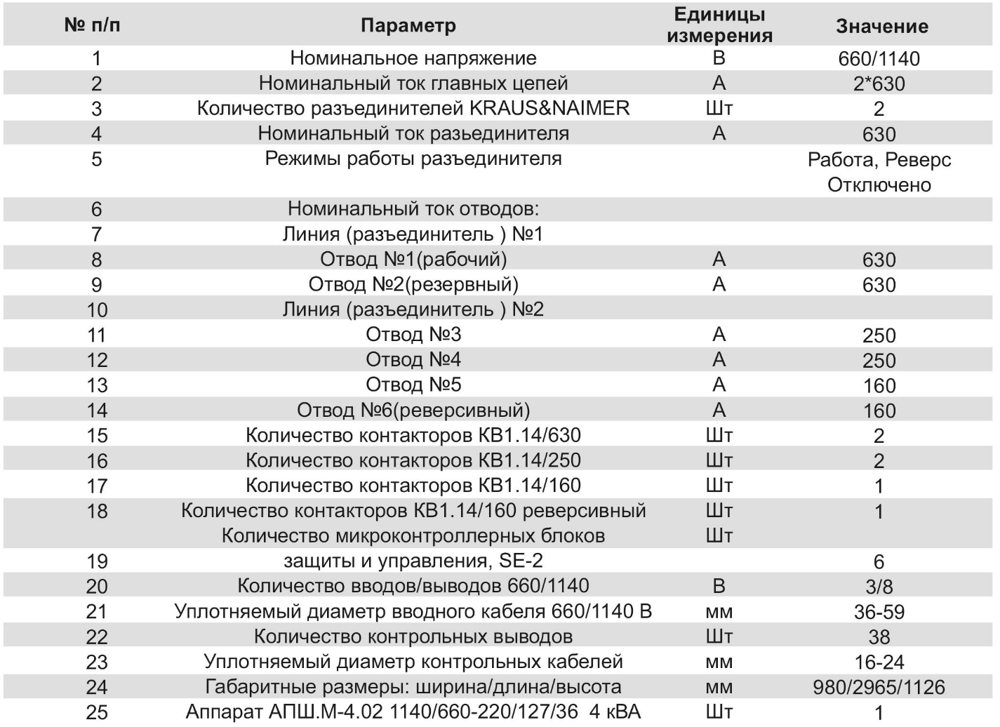 № п/п Параметр Единицы измерения Значение
1 Номинальное напряжение В 660/1140
2 Номинальный ток главных цепей А 2*630
3 Количество разъединителей KRAUS&NAIMER Шт 2
4 Номинальный ток разьединителя А 630
5 Режимы работы разъединителя Работа, Реверс
Отключено
6 Номинальный ток отводов:
7 Линия (разъединитель ) №1
8 Отвод №1(рабочий) А 630
9 Отвод №2(резервный) А 630
10 Линия (разъединитель ) №2
11 Отвод №3 А 250
12 Отвод №4 А 250
13 Отвод №5 А 160
14 Отвод №6(реверсивный) А 160
15 Количество контакторов КВ1.14/630 Шт 2
16 Количество контакторов КВ1.14/250 Шт 2
17 Количество контакторов КВ1.14/160 Шт 1
18 Количество контакторов КВ1.14/160 реверсивный Шт 1
Количество микроконтроллерных блоков Шт
19 защиты и управления, SE-2 6
20 Количество вводов/выводов 660/1140 В 3/8
21 Уплотняемый диаметр вводного кабеля 660/1140 В мм 36-59
22 Количество контрольных выводов Шт 38
23 Уплотняемый диаметр контрольных кабелей мм 16-24
24 Габаритные размеры: ширина/длина/высота мм 980/2965/1126
25 Аппарат АПШ.М-4.02 1140/660-220/127/36 4 кВА Шт 1